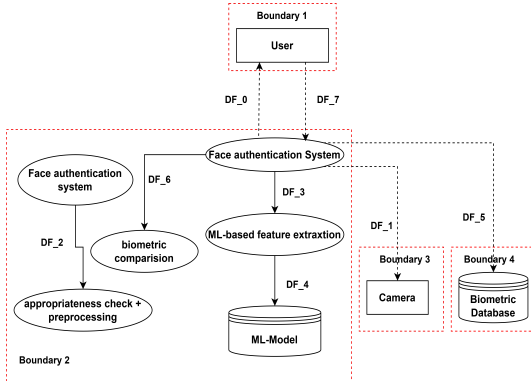 Boundary 1
User
DF_0
DF_7
Face authentication System
Face authentication
system
DF_6
DF_3
DF_2
biometric
comparision
ML-based feature extraxtion
DF_1
DF_5
Boundary 3
Boundary 4
DF_4
appropriateness check +
preprocessing
Camera
Biometric
Database
ML-Model
Boundary 2